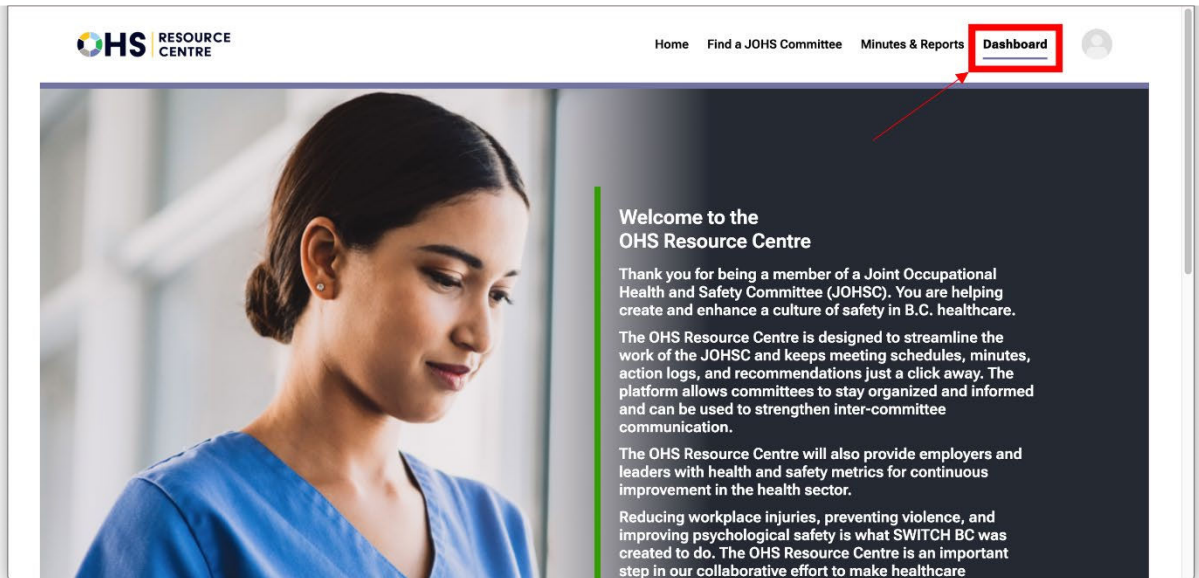 OHS RESOURCE
CENTRE
Home Find a JOHS Committee Minutes & Reports Dashboard
Welcome to the
OHS Resource Centre
Thank you for being a member of a Joint Occupational
Health and Safety Committee (JOHSC). You are helping
create and enhance a culture of safety in B.C. healthcare.
The OHS Resource Centre is designed to streamline the
work of the JOHSC and keeps meeting schedules, minutes,
action logs, and recommendations just a click away. The
platform allows committees to stay organized and informed
and can be used to strengthen inter-committee
communication.
The OHS Resource Centre will also provide employers and
leaders with health and safety metrics for continuous
improvement in the health sector.
Reducing workplace injuries, preventing violence, and
improving psychological safety is what SWITCH BC was
created to do. The OHS Resource Centre is an important
step in our collaborative effort to make healthcare